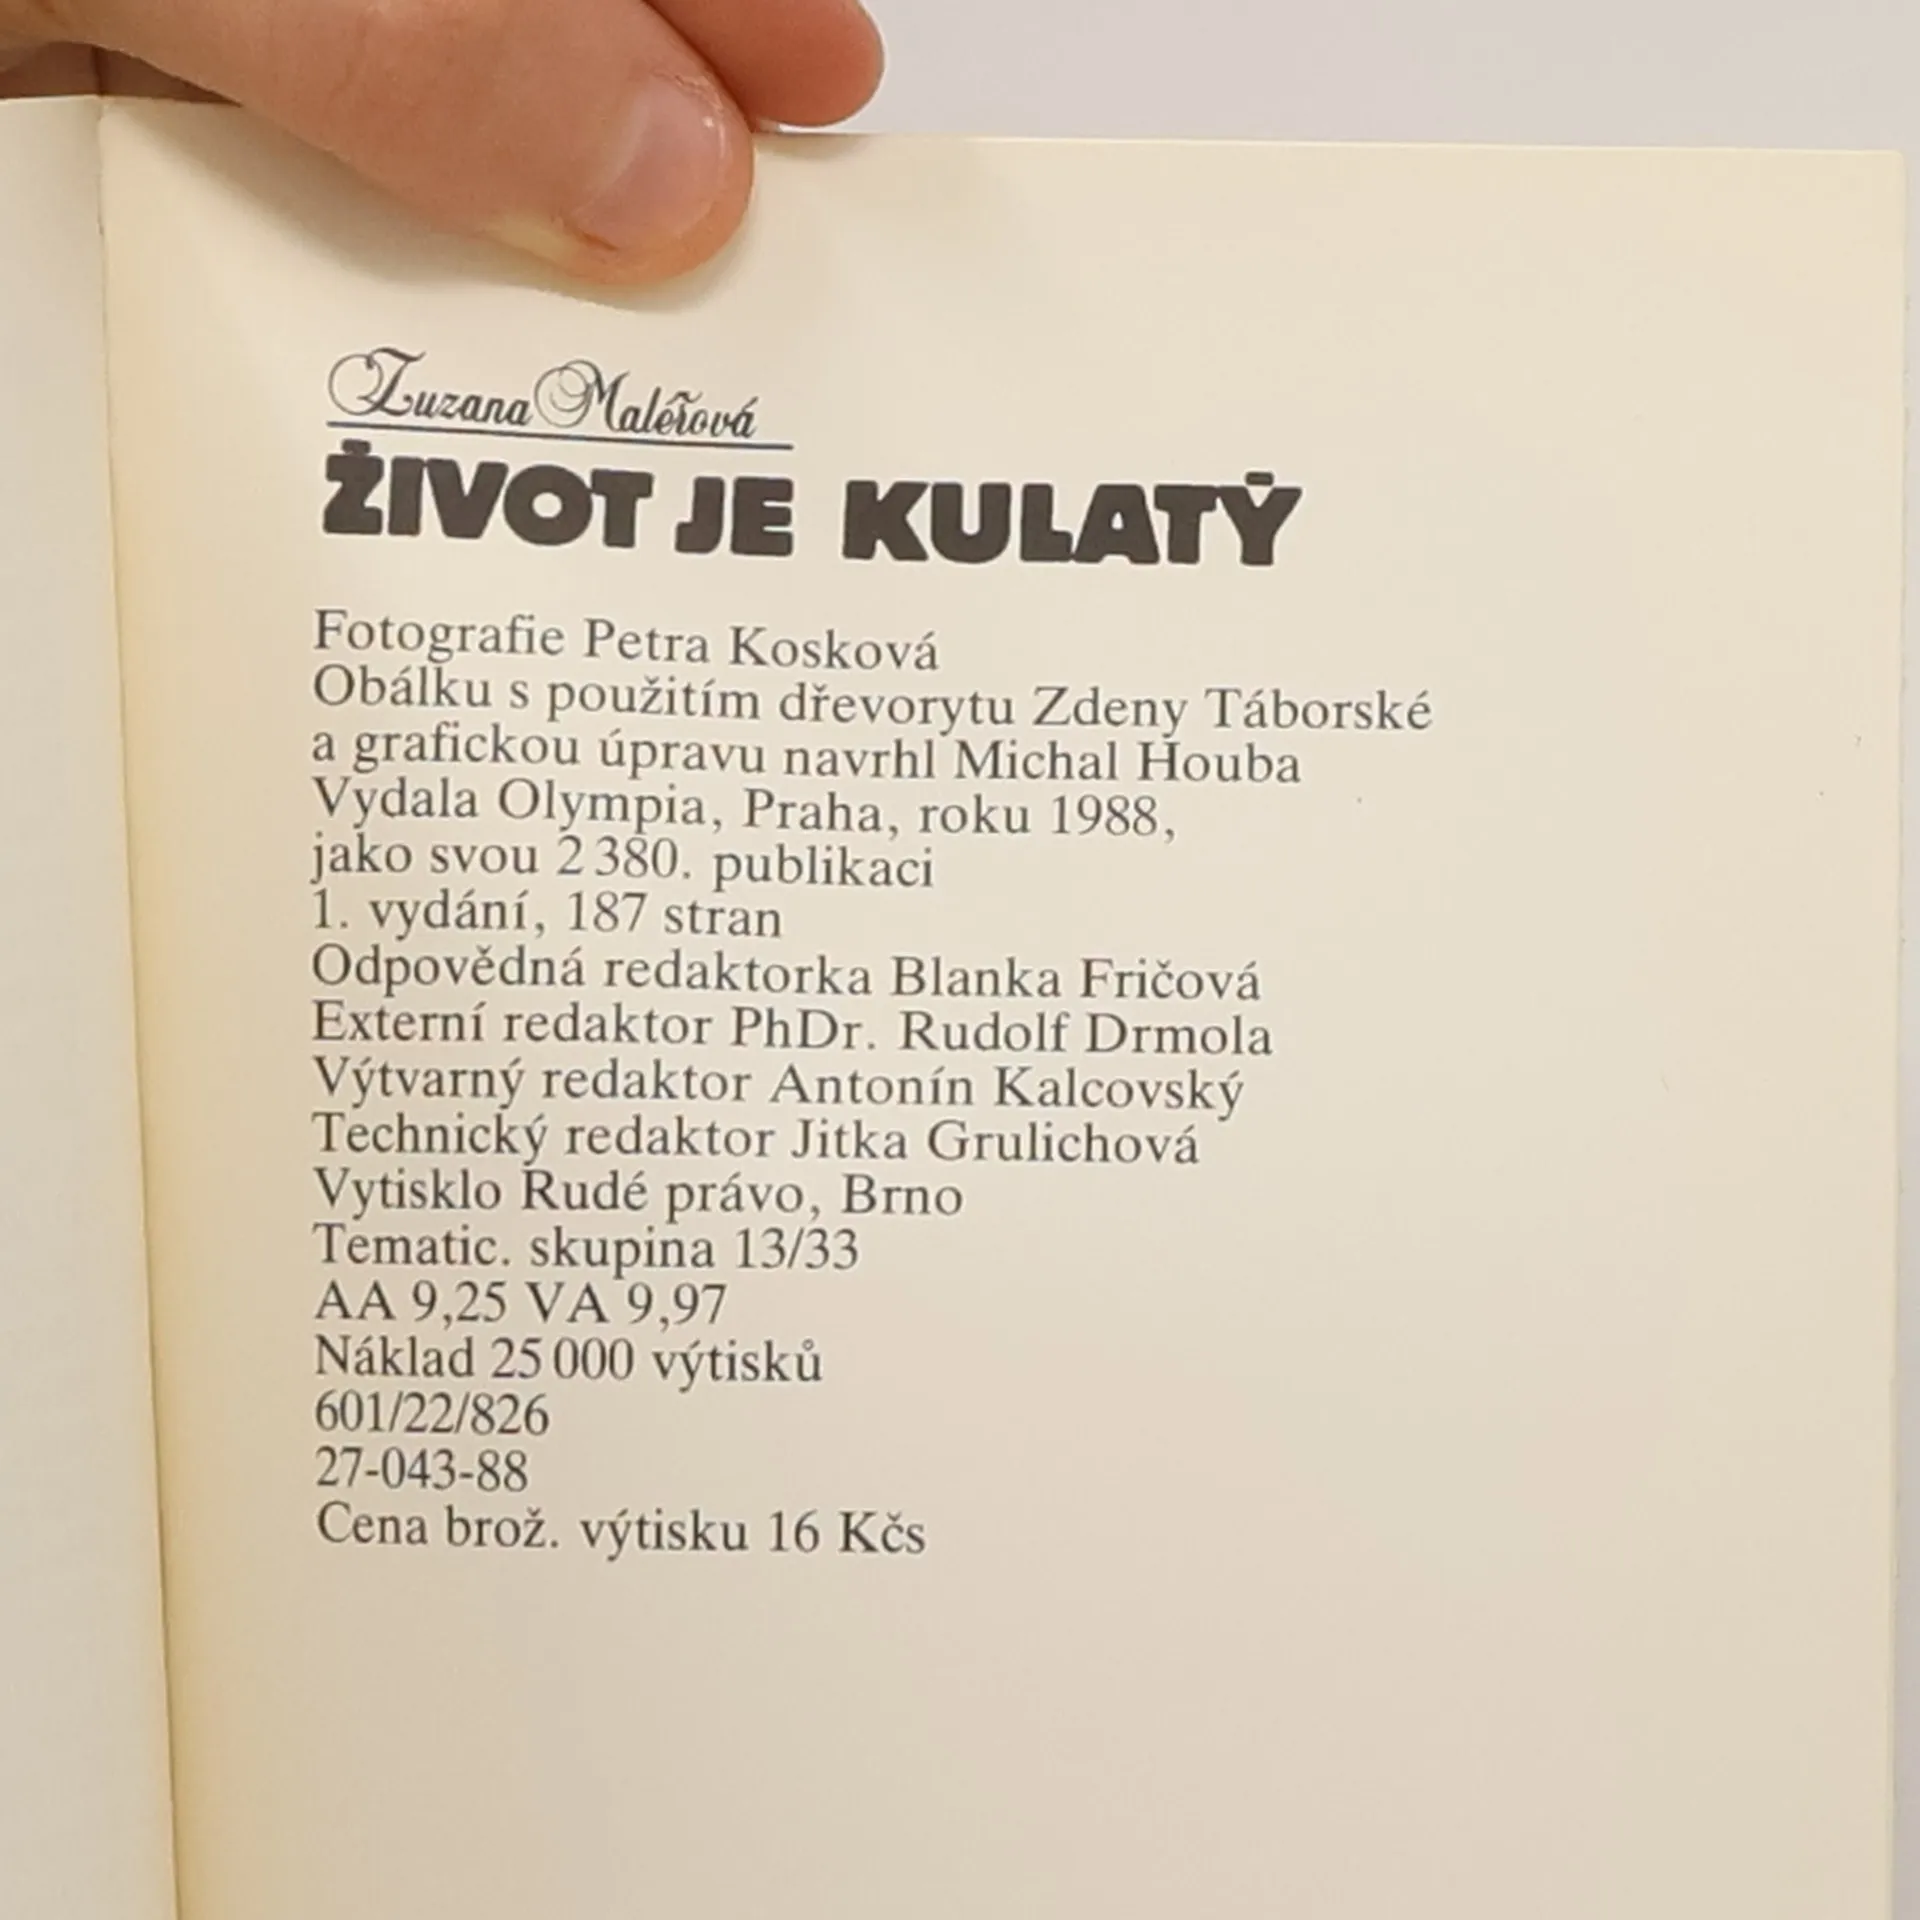 Zuzana Maléřová
ŽIVOT JE KULATÝ
Fotografie Petra Kosková
Obálku s použitím dřevorytu Zdeny Táborské
a grafickou úpravu navrhl Michal Houba
Vydala Olympia, Praha, roku 1988,
jako svou 2 380. publikaci
1. vydání, 187 stran
Odpovědná redaktorka Blanka Fričová
Externí redaktor PhDr. Rudolf Drmola
Výtvarný redaktor Antonín Kalcovský
Technický redaktor Jitka Grulichová
Vytisklo Rudé právo, Brno
Tematic. skupina 13/33
AA 9,25 VA 9,97
Náklad 25 000 výtisků
601/22/826
27-043-88
Cena brož. výtisku 16 Kčs